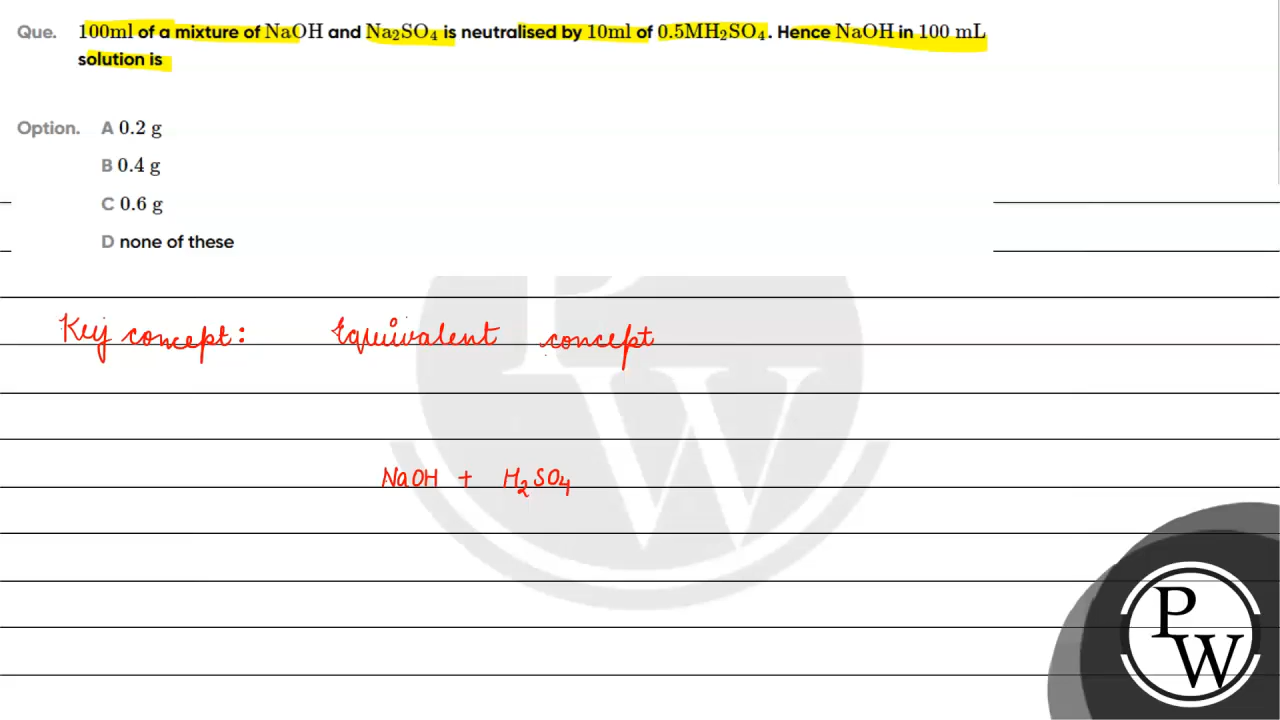 Que. 100ml of a mixture of NaOH and Na₂SO₄ is neutralised by 10ml of 0.5MH₂SO₄. Hence NaOH in 100 mL
solution is
Option. A 0.2 g
B 0.4 g
C 0.6 g
D none of these
Key concept: Equivalent concept
NaOH + H₂SO₄
P
W